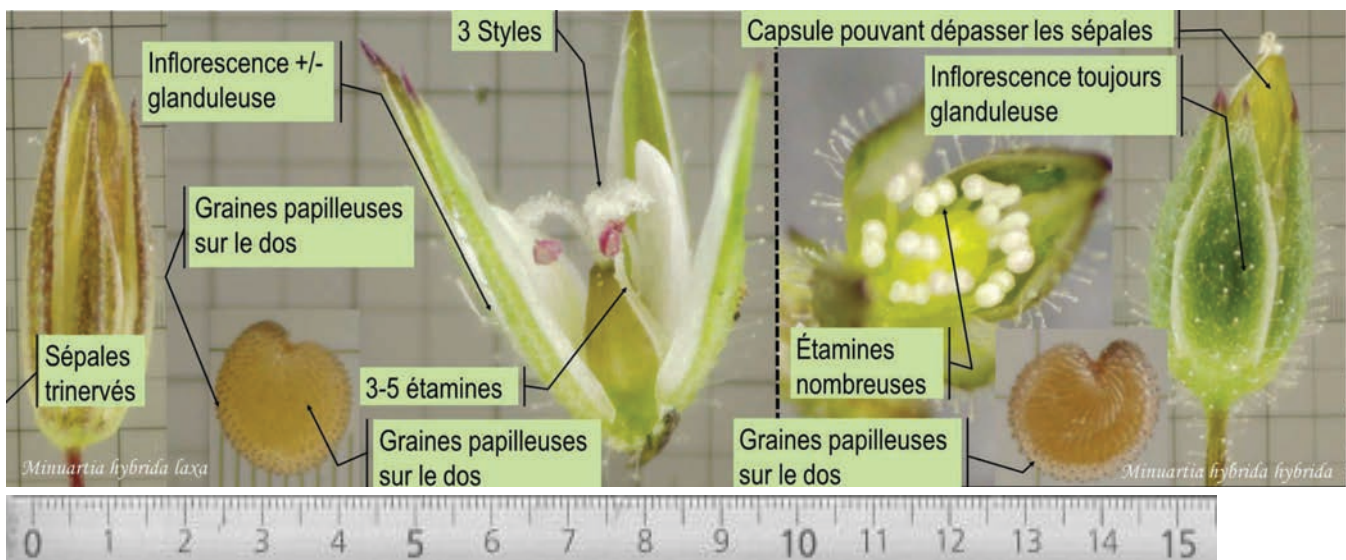 3 Styles
Capsule pouvant dépasser les sépales
Inflorescence +/-
glanduleuse
Inflorescence toujours
glanduleuse
Graines papilleuses
sur le dos
Sépales
trinervés
3-5 étamines
Étamines
nombreuses
Graines papilleuses
sur le dos
Graines papilleuses
sur le dos
Minuartia hybrida laxa
Minuartia hybrida hybrida
0 1 2 3 4 5 6 7 8 9 10 11 12 13 14 15